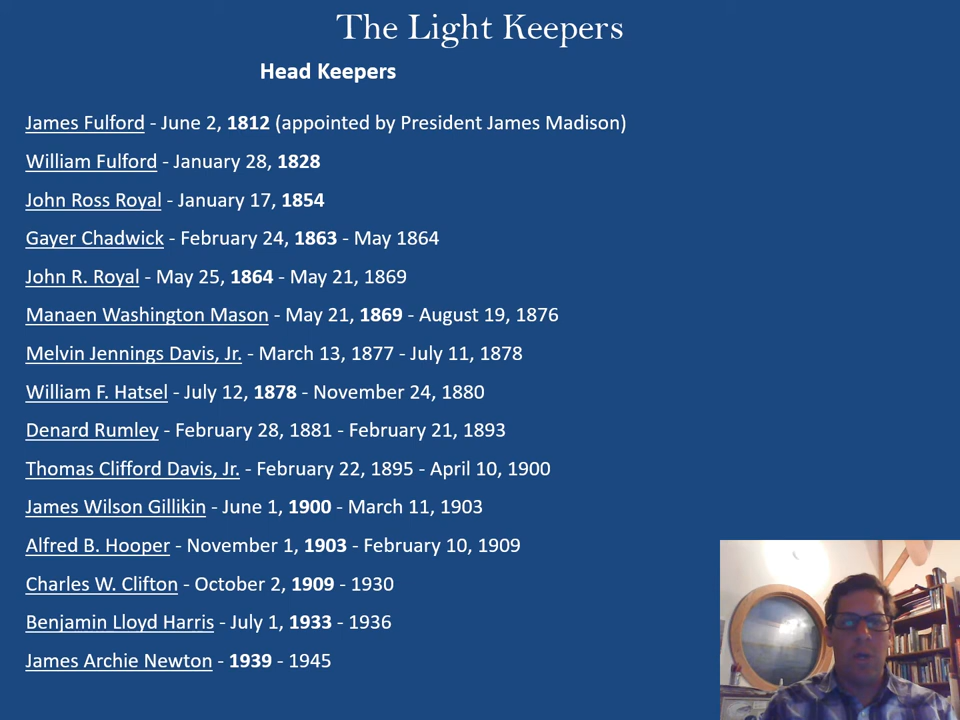 The Light Keepers
Head Keepers
James Fulford - June 2, 1812 (appointed by President James Madison)
William Fulford - January 28, 1828
John Ross Royal - January 17, 1854
Gayer Chadwick - February 24, 1863 - May 1864
John R. Royal - May 25, 1864 - May 21, 1869
Manaen Washington Mason - May 21, 1869 - August 19, 1876
Melvin Jennings Davis, Jr. - March 13, 1877 - July 11, 1878
William F. Hatsel - July 12, 1878 - November 24, 1880
Denard Rumley - February 28, 1881 - February 21, 1893
Thomas Clifford Davis, Jr. - February 22, 1895 - April 10, 1900
James Wilson Gillikin - June 1, 1900 - March 11, 1903
Alfred B. Hooper - November 1, 1903 - February 10, 1909
Charles W. Clifton - October 2, 1909 - 1930
Benjamin Lloyd Harris - July 1, 1933 - 1936
James Archie Newton - 1939 - 1945